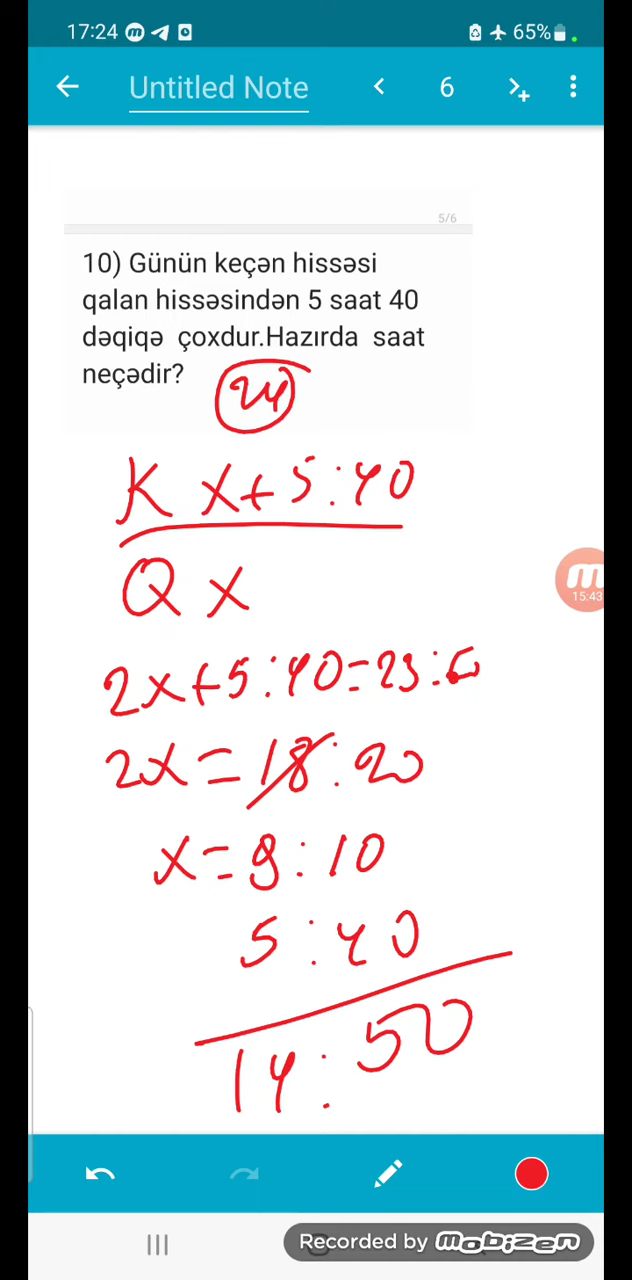 17:24 65%
Untitled Note < 6
5/6
10) Günün keçən hissəsi
qalan hissəsindən 5 saat 40
dəqiqə çoxdur.Hazırda saat
neçədir?
24
K x+5:40
Q x
2x+5:40=23:6
2x=18:20
x=9:10
5:40
14:50
m
15:43
Recorded by mobizen